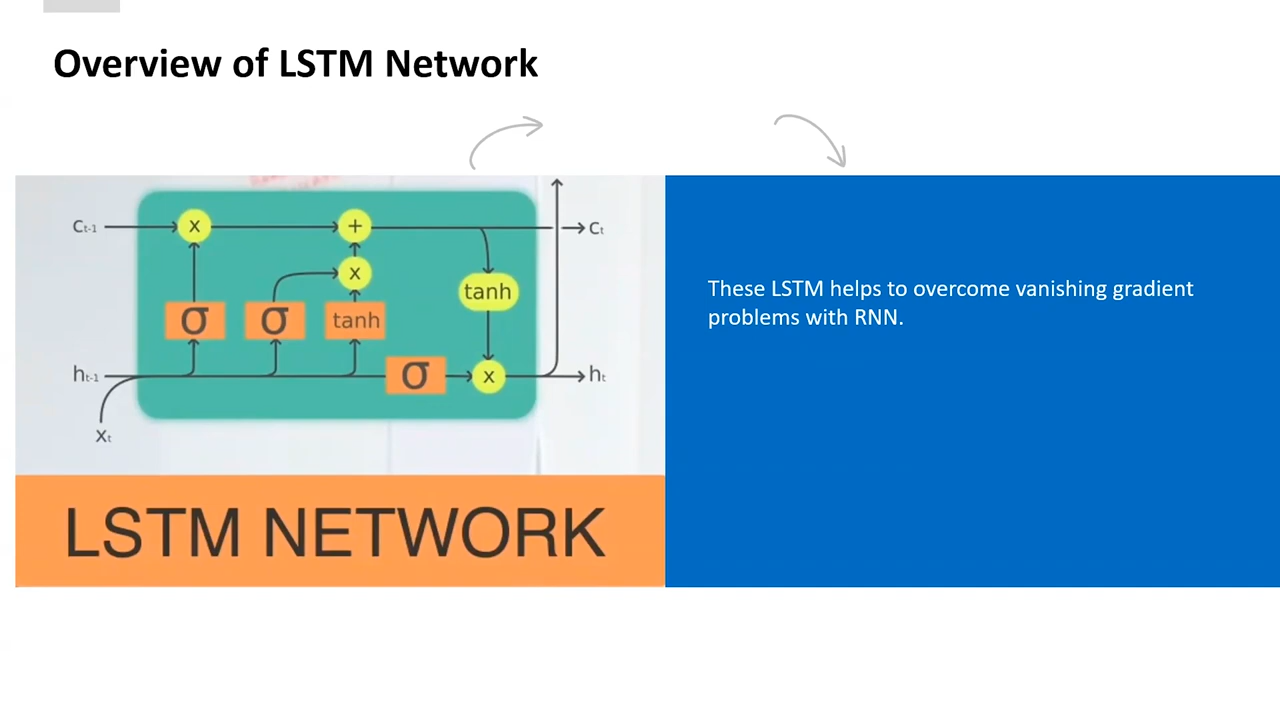 Overview of LSTM Network
Ct-1
x
+
Ct
x
tanh
σ
σ
tanh
ht-1
σ
x
ht
xt
These LSTM helps to overcome vanishing gradient
problems with RNN.
LSTM NETWORK